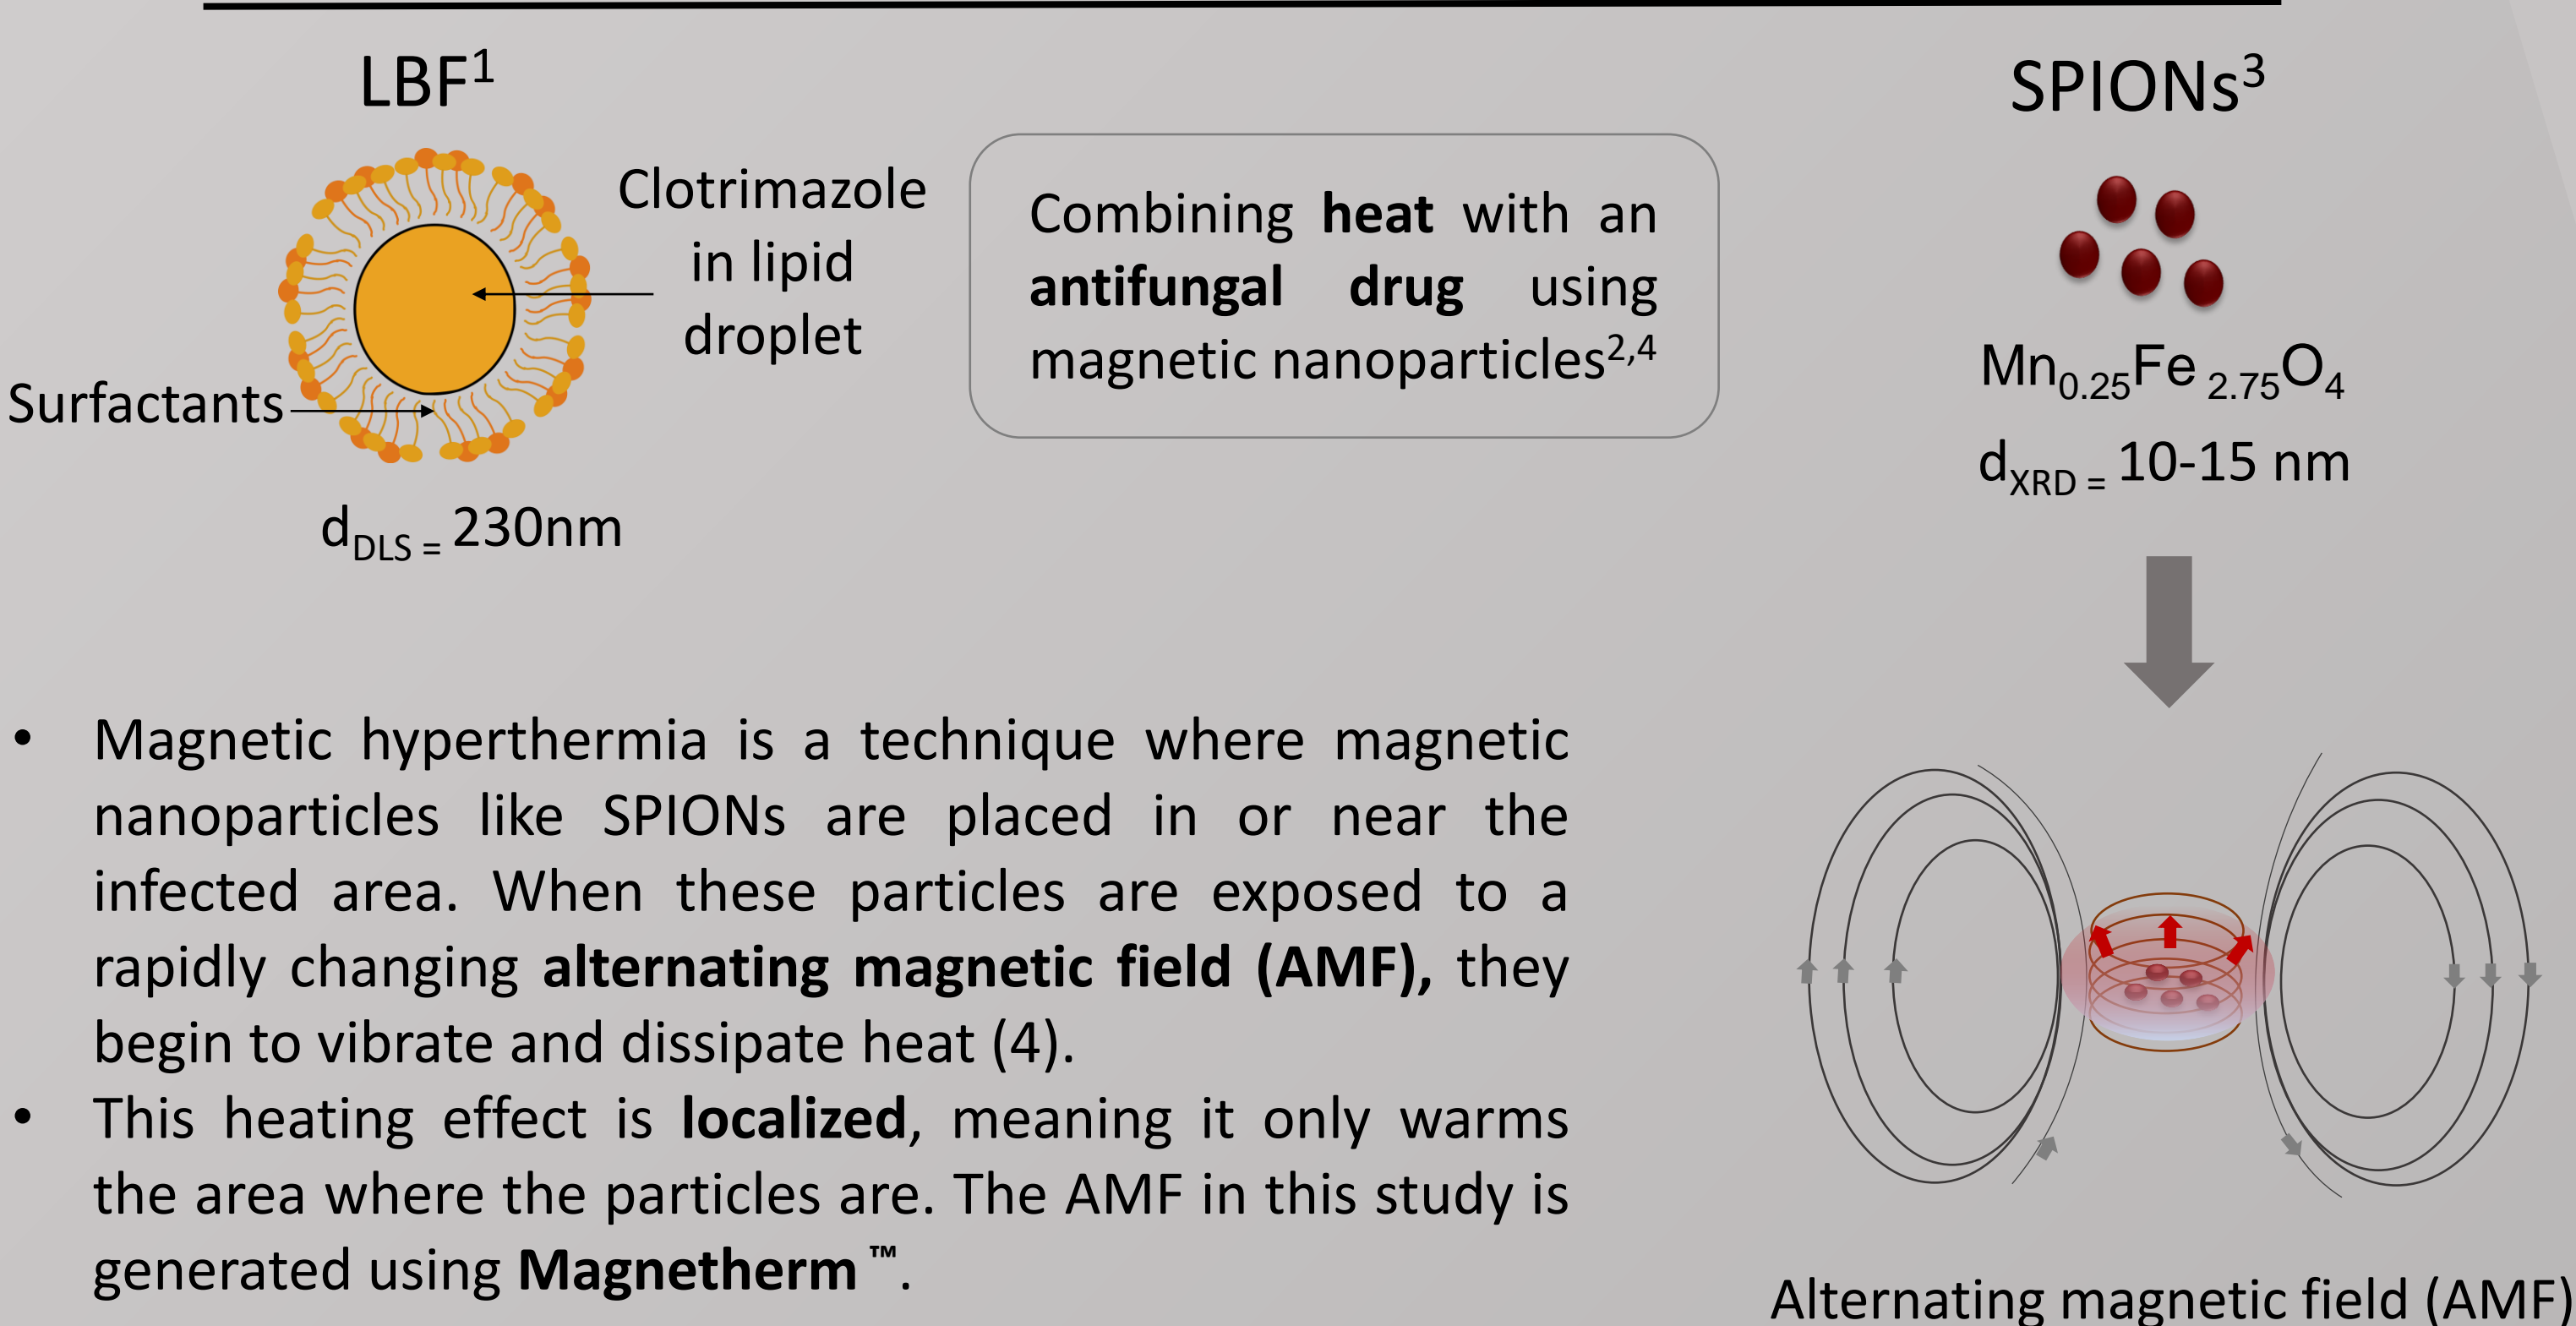 LBF¹
Clotrimazole
in lipid
droplet
Surfactants
d_DLS = 230nm
Combining heat with an
antifungal drug using
magnetic nanoparticles²,⁴
SPIONs³
Mn₀.₂₅Fe ₂.₇₅O₄
d_XRD = 10-15 nm
• Magnetic hyperthermia is a technique where magnetic
nanoparticles like SPIONs are placed in or near the
infected area. When these particles are exposed to a
rapidly changing alternating magnetic field (AMF), they
begin to vibrate and dissipate heat (4).
• This heating effect is localized, meaning it only warms
the area where the particles are. The AMF in this study is
generated using Magnetherm ™.
Alternating magnetic field (AMF)